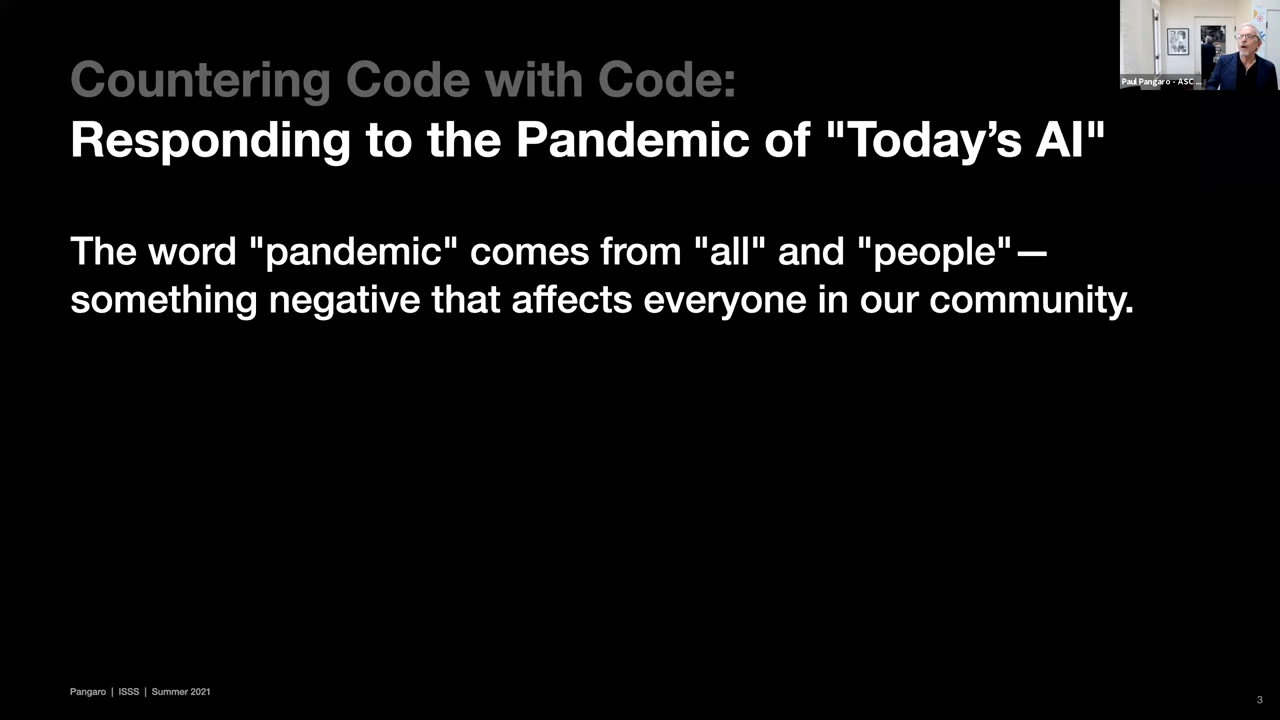 Countering Code with Code:
Responding to the Pandemic of "Today’s AI"
The word "pandemic" comes from "all" and "people"—
something negative that affects everyone in our community.
Paul Pangaro - ASC ...
Pangaro | ISSS | Summer 2021
3